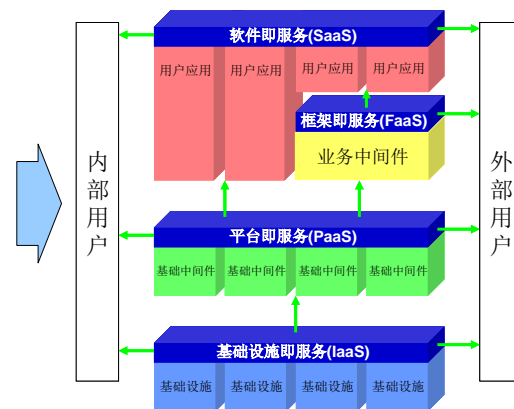 软件即服务(SaaS)
用户应用 用户应用 用户应用 用户应用
框架即服务(FaaS)
业务中间件
内部用户
外部用户
平台即服务(PaaS)
基础中间件 基础中间件 基础中间件 基础中间件
基础设施即服务(IaaS)
基础设施 基础设施 基础设施 基础设施